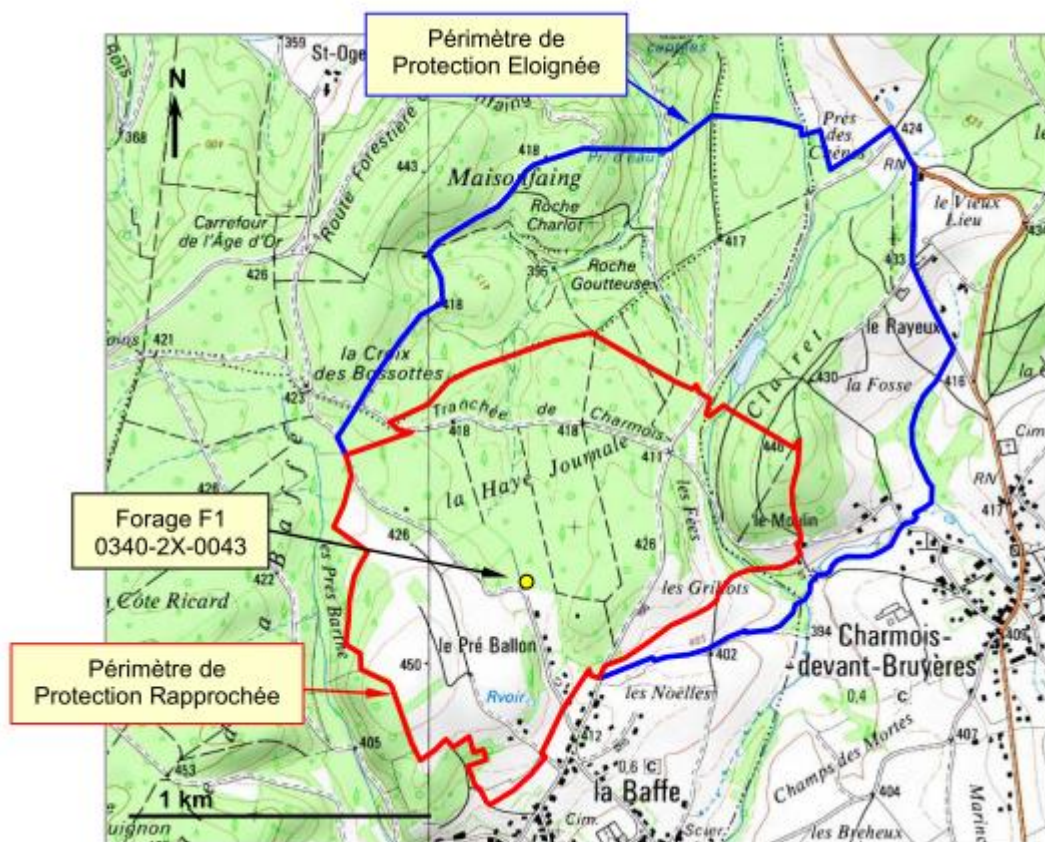 Périmètre de
Protection Eloignée
359
St-Oge
N
368
443
418
Maisonfaing
Prés
des
424
RN
le Vieux
Lieu
Route Forestière
Carrefour
de l'Âge d'Or
426
Roche
Charlot
395
Roche
Goutteuse
417
433
418
le Rayeux
421
la Croix
des Bossottes
423
Clairet
430
la Fosse
416
Tranchée de Charmois
418
418
411
446
Cim.
RN
la Haye Journale
417
Forage F1
0340-2X-0043
426
426
les Fées
le Moulin
Baffe
422
Côte Ricard
les Prés Barthe
les Grillots
394
Charmois-
devant-Bruyères
409
0,4 C
Périmètre de
Protection Rapprochée
450
le Pré Ballon
402
les Noëlles
Rvoir
412
405
407
453
1 km
0,6 C
la Baffe
Champs des Mortes
404
Cim.
Scier.
les Breheux